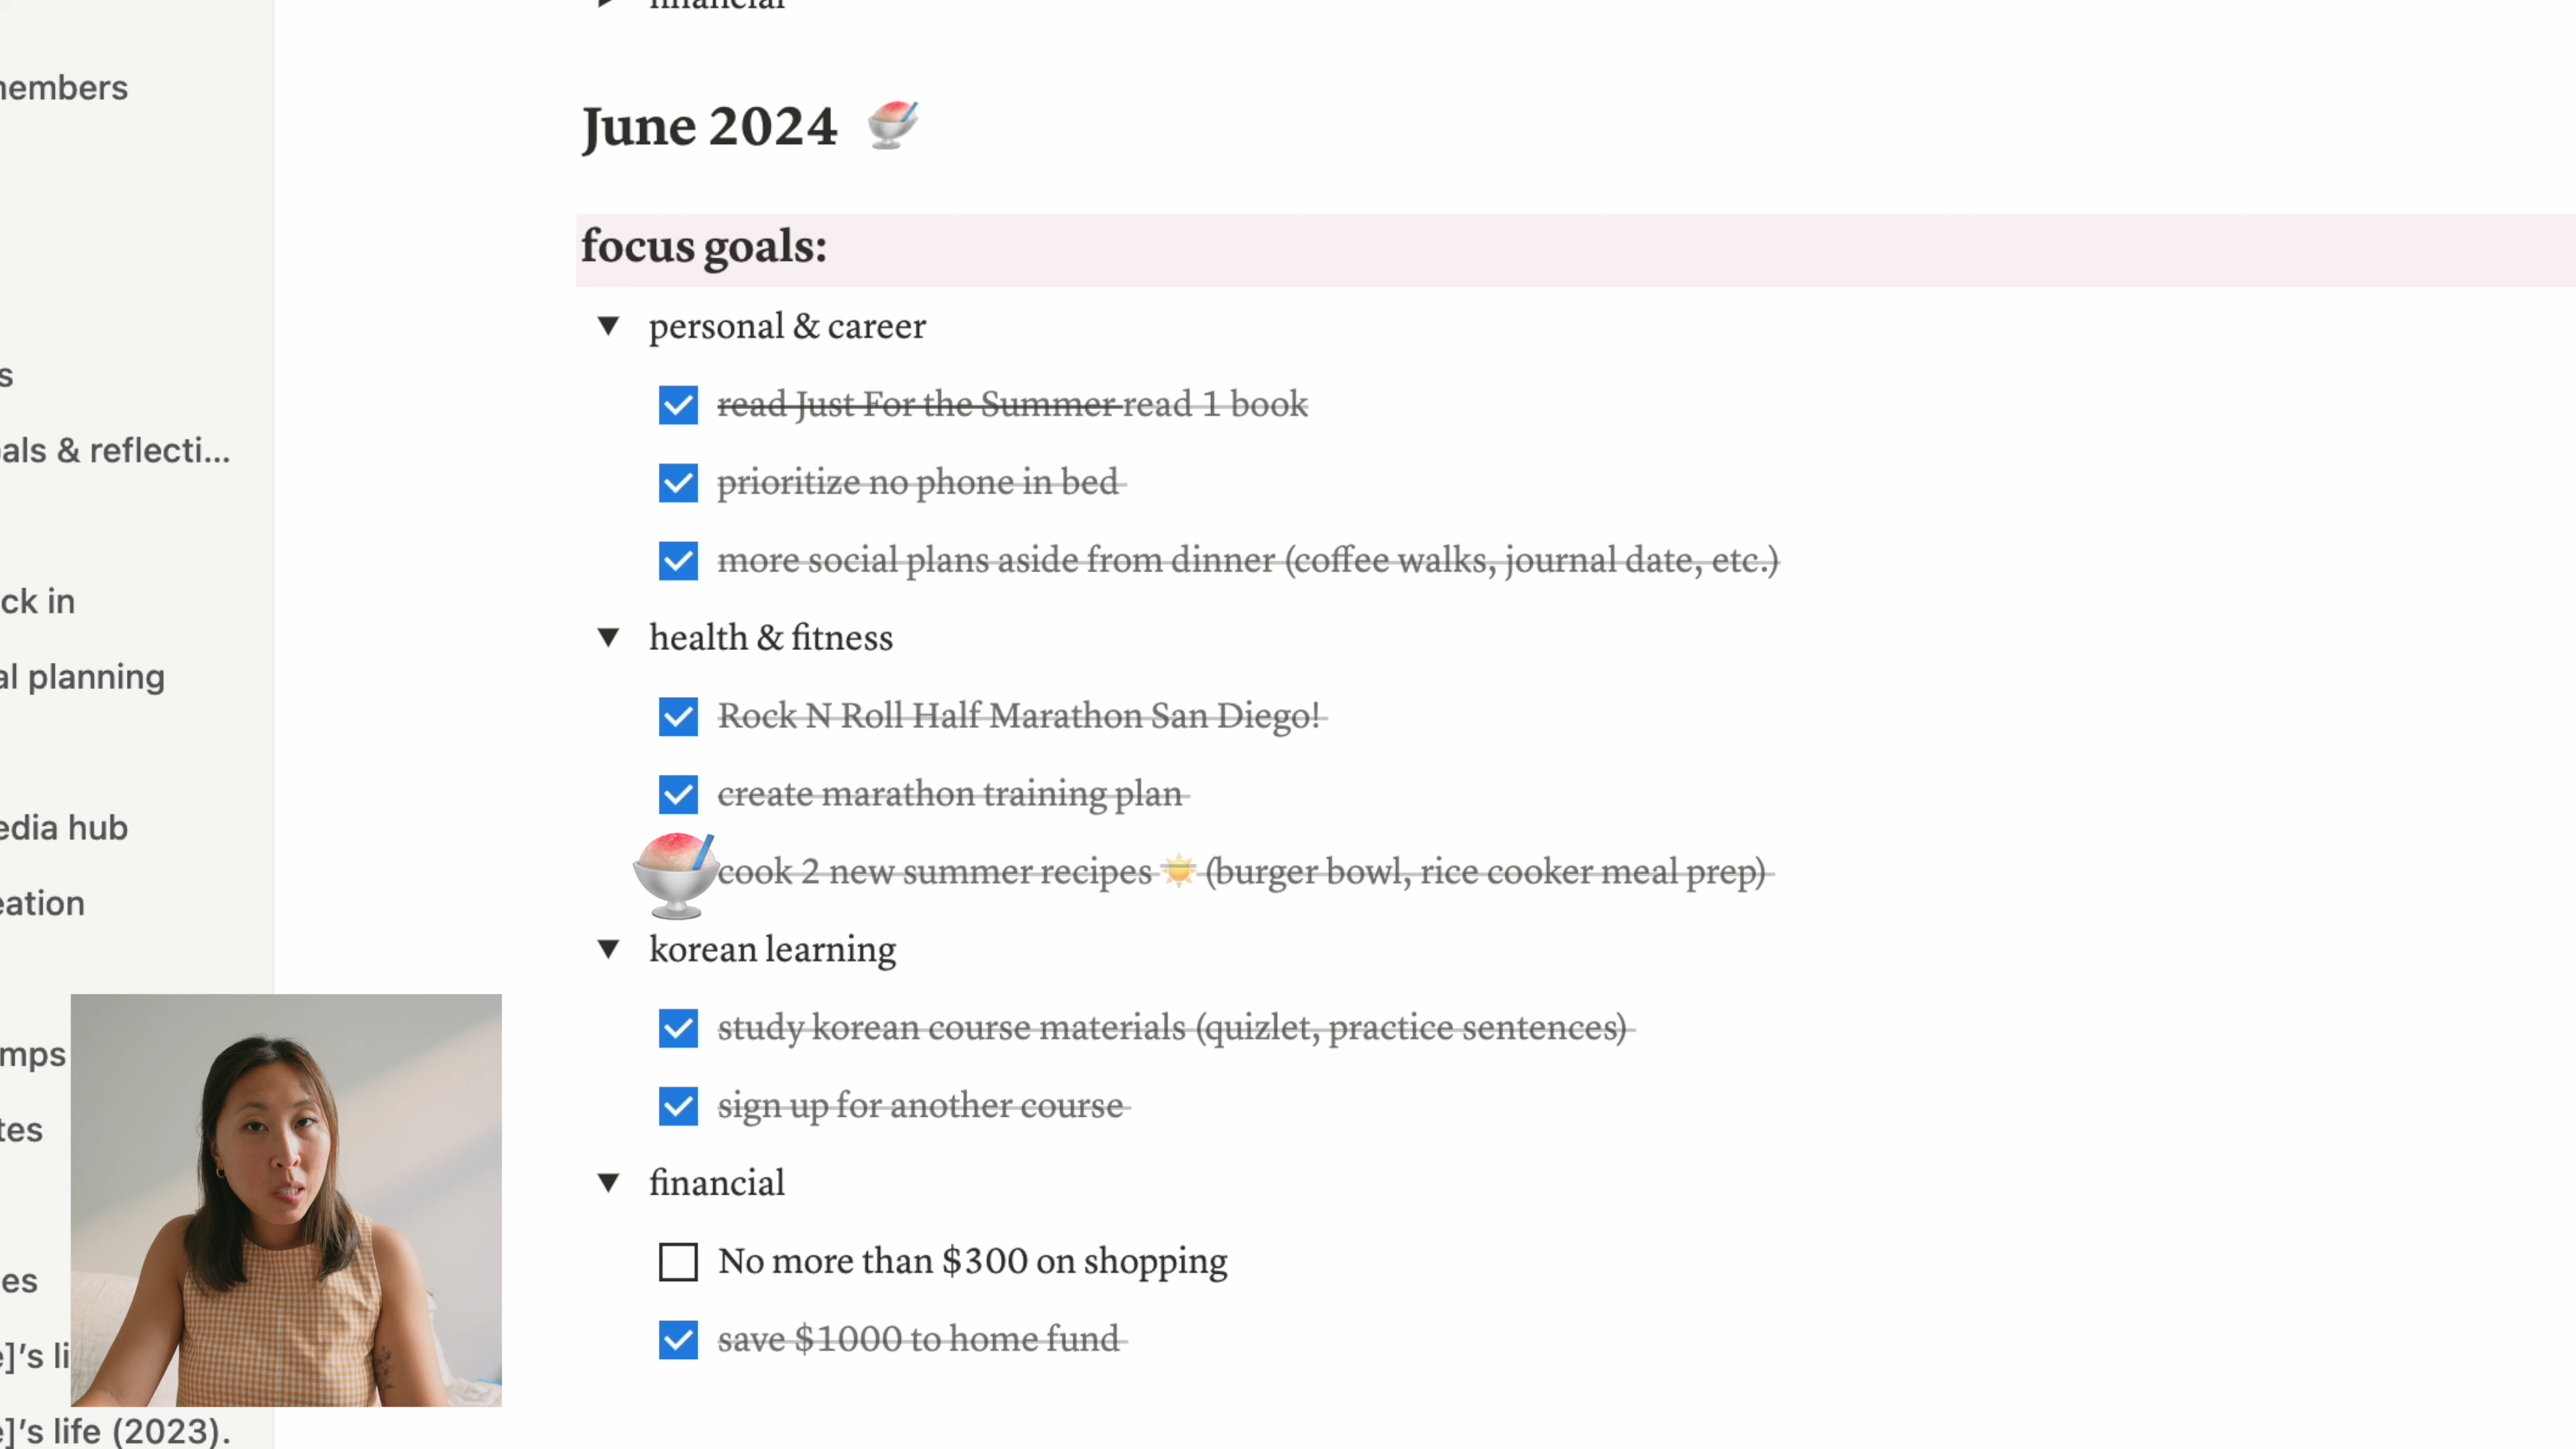 financial
members
June 2024
focus goals:
personal & career
read Just For the Summer read 1 book
prioritize no phone in bed
more social plans aside from dinner (coffee walks, journal date, etc.)
health & fitness
Rock N Roll Half Marathon San Diego!
create marathon training plan
cook 2 new summer recipes ☀️ (burger bowl, rice cooker meal prep)
korean learning
study korean course materials (quizlet, practice sentences)
sign up for another course
financial
No more than $300 on shopping
save $1000 to home fund
s
als & reflecti...
ck in
al planning
edia hub
eation
mps
tes
es
]'s li
]'s life (2023).